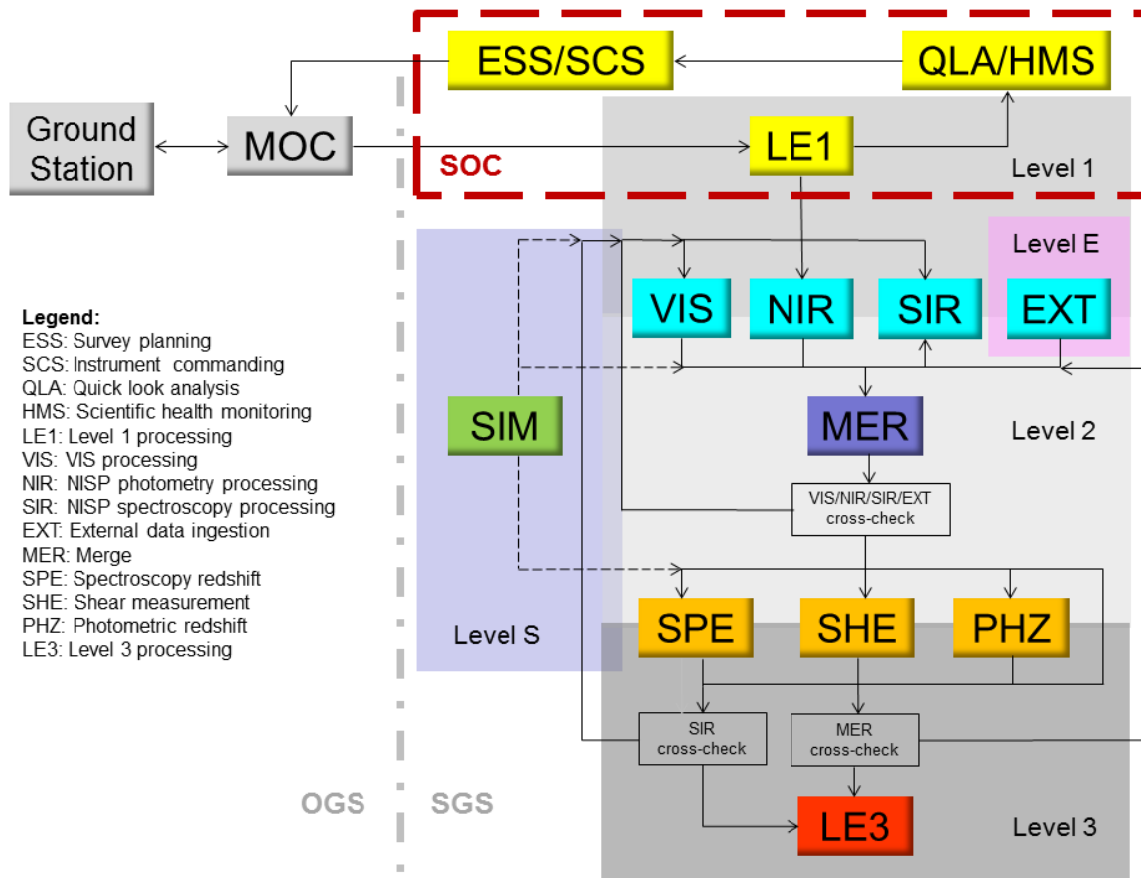 ESS/SCS
QLA/HMS
Ground
Station
MOC
LE1
SOC
Level 1
Level E
VIS
NIR
SIR
EXT
Legend:
ESS: Survey planning
SCS: Instrument commanding
QLA: Quick look analysis
HMS: Scientific health monitoring
LE1: Level 1 processing
VIS: VIS processing
NIR: NISP photometry processing
SIR: NISP spectroscopy processing
EXT: External data ingestion
MER: Merge
SPE: Spectroscopy redshift
SHE: Shear measurement
PHZ: Photometric redshift
LE3: Level 3 processing
SIM
MER
Level 2
VIS/NIR/SIR/EXT
cross-check
Level S
SPE
SHE
PHZ
SIR
cross-check
MER
cross-check
OGS
SGS
LE3
Level 3